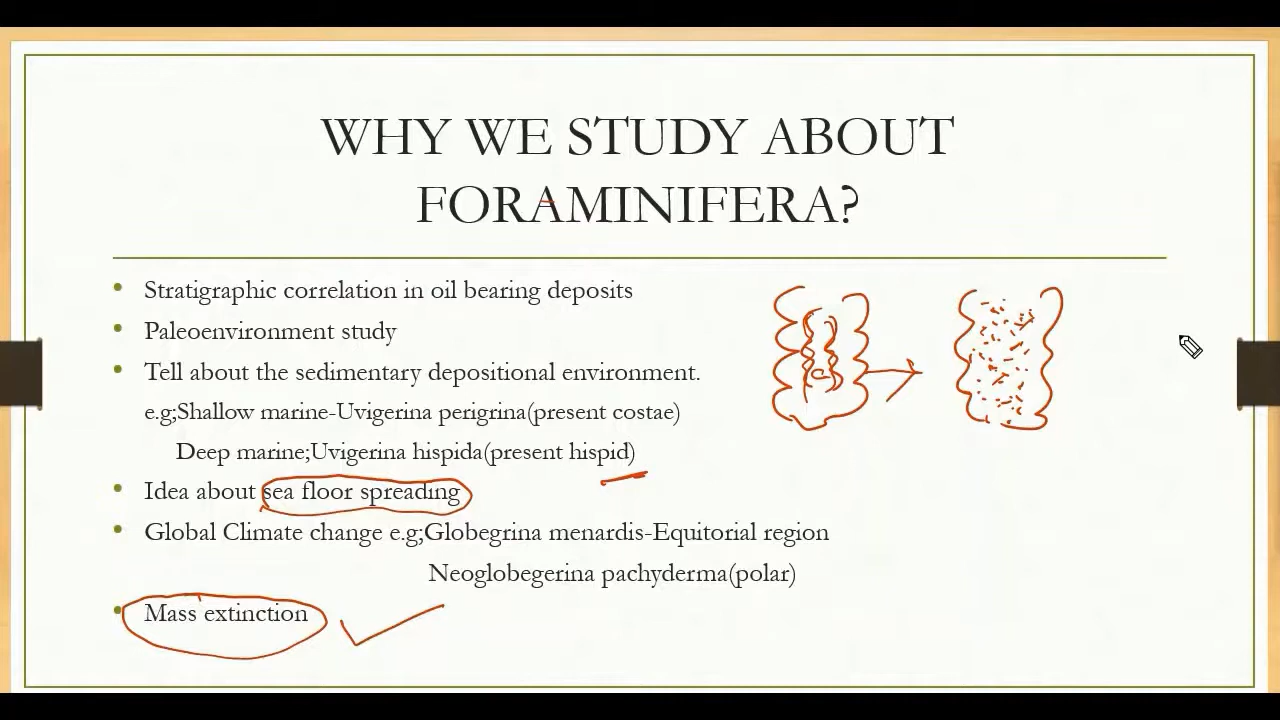 WHY WE STUDY ABOUT
FORAMINIFERA?
• Stratigraphic correlation in oil bearing deposits
• Paleoenvironment study
• Tell about the sedimentary depositional environment.
e.g;Shallow marine-Uvigerina perigrina(present costae)
Deep marine;Uvigerina hispida(present hispid)
• Idea about sea floor spreading
• Global Climate change e.g;Globegrina menardis-Equitorial region
Neoglobegerina pachyderma(polar)
• Mass extinction